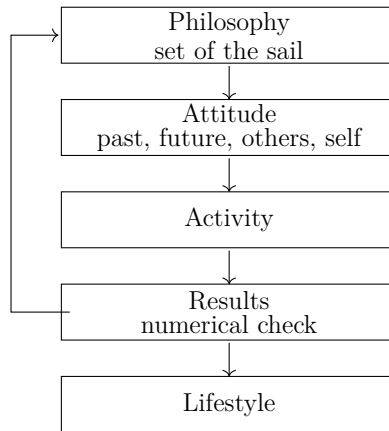 Philosophy
set of the sail
Attitude
past, future, others, self
Activity
Results
numerical check
Lifestyle